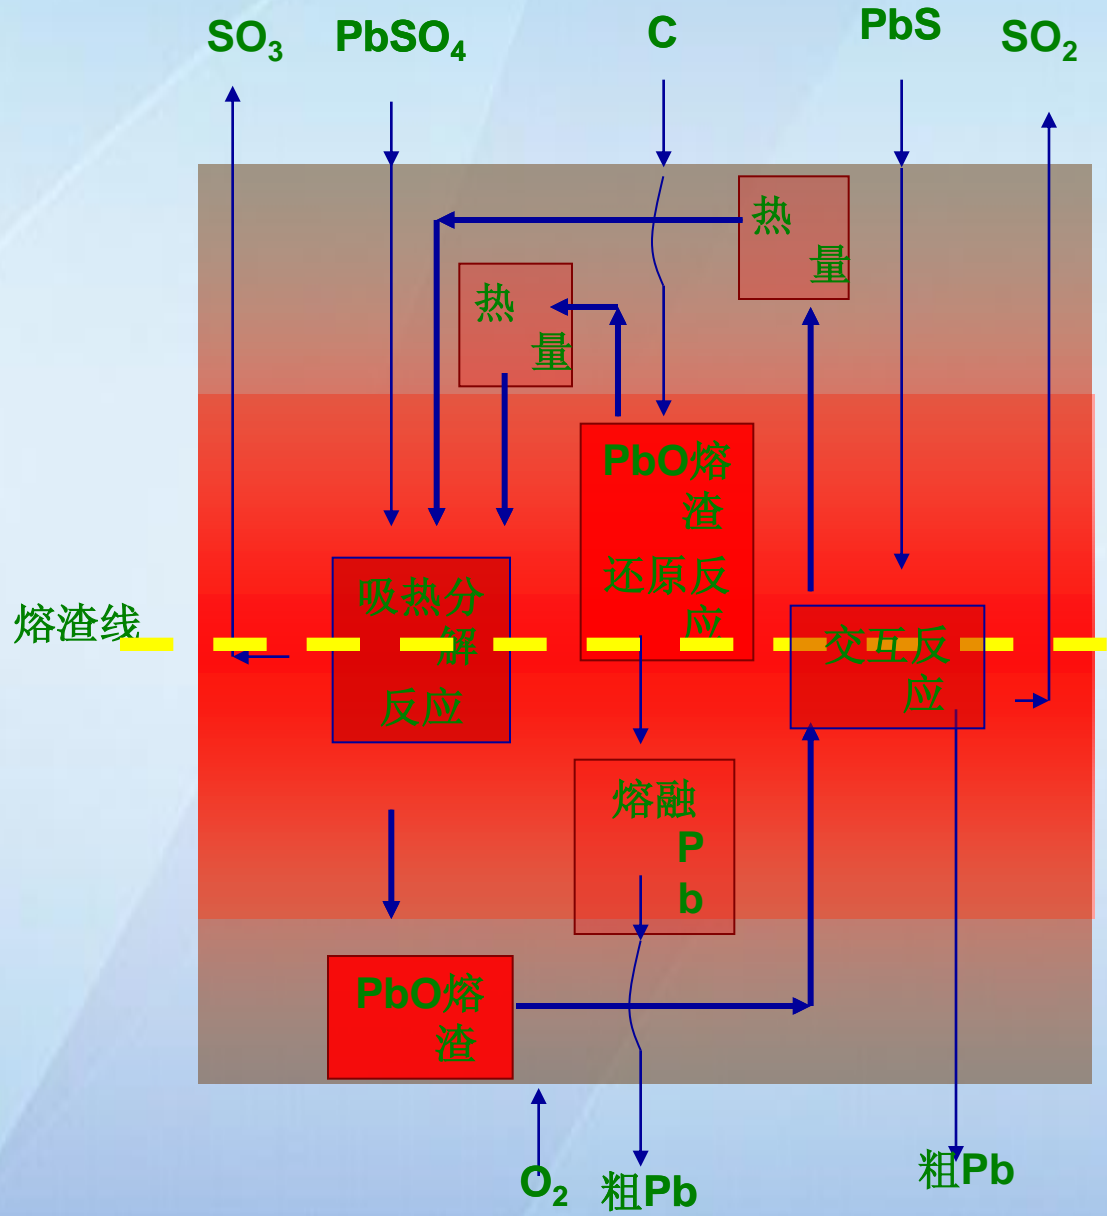 SO₃
PbSO₄
C
PbS
SO₂
热
量
热
量
PbO熔
渣
还原反
应
吸热分
解
反应
熔渣线
交互反
应
熔融
P
b
PbO熔
渣
O₂
粗Pb
粗Pb